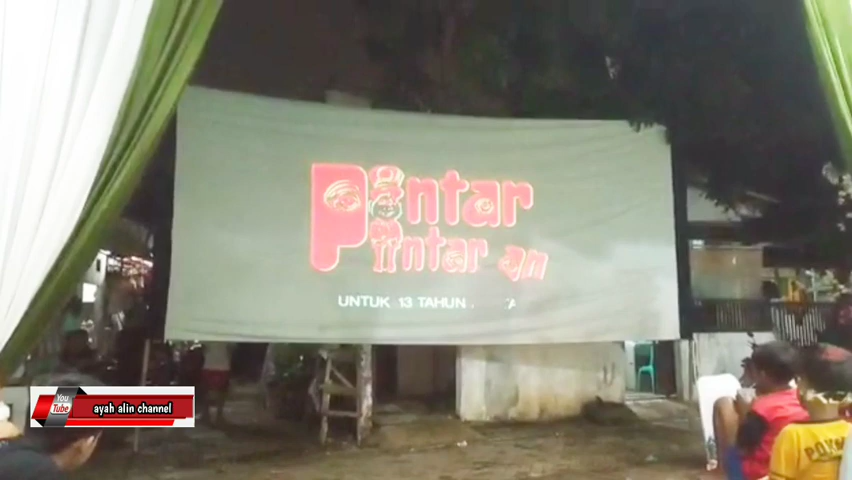 Pintar
Pintar an
UNTUK 13 TAHUN
You
Tube
ayah alin channel